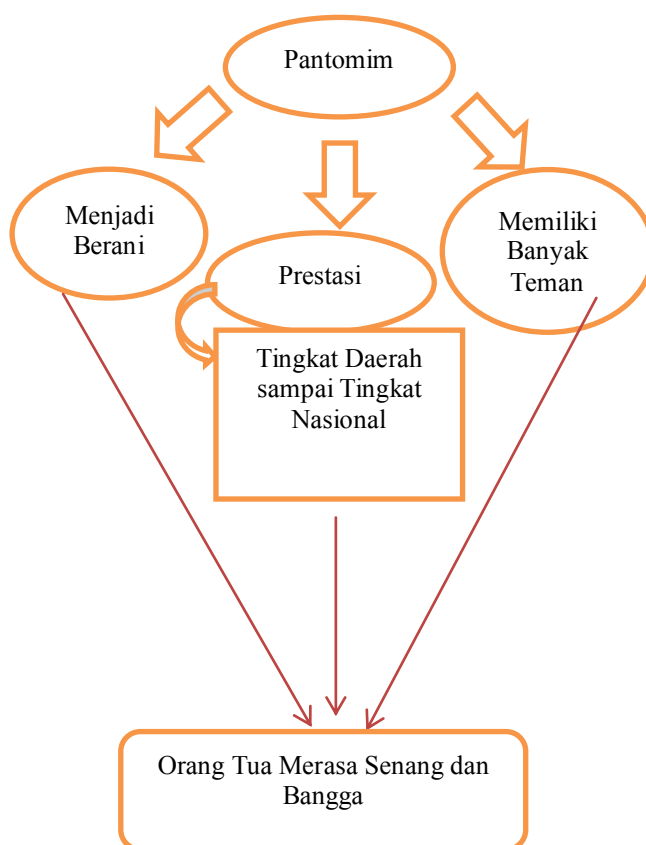 Pantomim
Menjadi
Berani
Memiliki
Banyak
Teman
Prestasi
Tingkat Daerah
sampai Tingkat
Nasional
Orang Tua Merasa Senang dan
Bangga